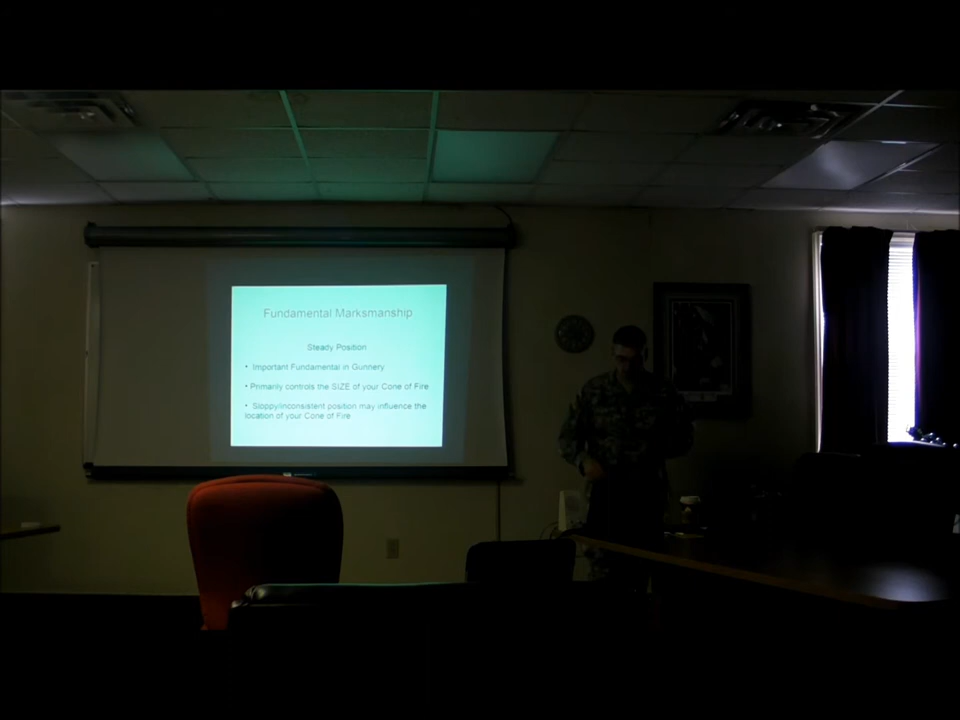 Fundamental Marksmanship
Steady Position
• Important Fundamental in Gunnery
• Primarily controls the SIZE of your Cone of Fire
• Sloppy/inconsistent position may influence the
location of your Cone of Fire